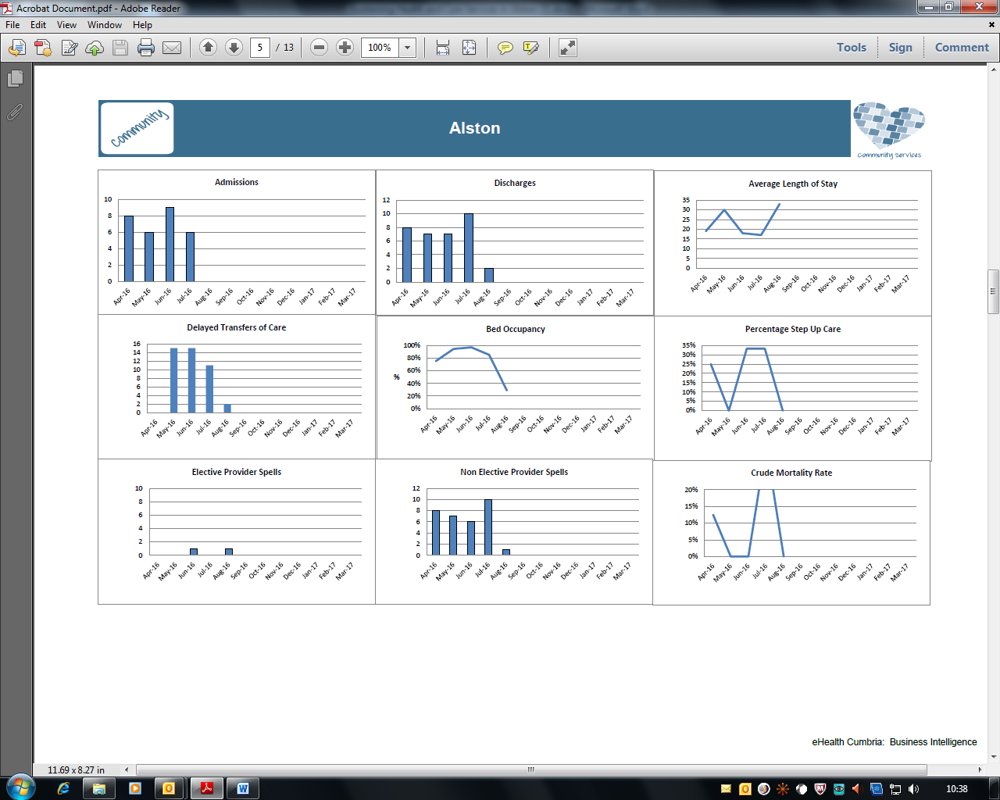 Acrobat Document.pdf - Adobe Reader
File Edit View Window Help
5 / 13 100% Tools Sign Comment
community
Alston
community services
Admissions
10
8
6
4
2
0
Apr-16 May-16 Jun-16 Jul-16 Aug-16 Sep-16 Oct-16 Nov-16 Dec-16 Jan-17 Feb-17 Mar-17
Discharges
12
10
8
6
4
2
0
Apr-16 May-16 Jun-16 Jul-16 Aug-16 Sep-16 Oct-16 Nov-16 Dec-16 Jan-17 Feb-17 Mar-17
Average Length of Stay
35
30
25
20
15
10
5
0
Apr-16 May-16 Jun-16 Jul-16 Aug-16 Sep-16 Oct-16 Nov-16 Dec-16 Jan-17 Feb-17 Mar-17
Delayed Transfers of Care
16
14
12
10
8
6
4
2
0
Apr-16 May-16 Jun-16 Jul-16 Aug-16 Sep-16 Oct-16 Nov-16 Dec-16 Jan-17 Feb-17 Mar-17
Bed Occupancy
100%
80%
60%
%
40%
20%
0%
Apr-16 May-16 Jun-16 Jul-16 Aug-16 Sep-16 Oct-16 Nov-16 Dec-16 Jan-17 Feb-17 Mar-17
Percentage Step Up Care
35%
30%
25%
20%
15%
10%
5%
0%
Apr-16 May-16 Jun-16 Jul-16 Aug-16 Sep-16 Oct-16 Nov-16 Dec-16 Jan-17 Feb-17 Mar-17
Elective Provider Spells
10
8
6
4
2
0
Apr-16 May-16 Jun-16 Jul-16 Aug-16 Sep-16 Oct-16 Nov-16 Dec-16 Jan-17 Feb-17 Mar-17
Non Elective Provider Spells
12
10
8
6
4
2
0
Apr-16 May-16 Jun-16 Jul-16 Aug-16 Sep-16 Oct-16 Nov-16 Dec-16 Jan-17 Feb-17 Mar-17
Crude Mortality Rate
20%
15%
10%
5%
0%
Apr-16 May-16 Jun-16 Jul-16 Aug-16 Sep-16 Oct-16 Nov-16 Dec-16 Jan-17 Feb-17 Mar-17
eHealth Cumbria: Business Intelligence
11.69 x 8.27 in
10:38